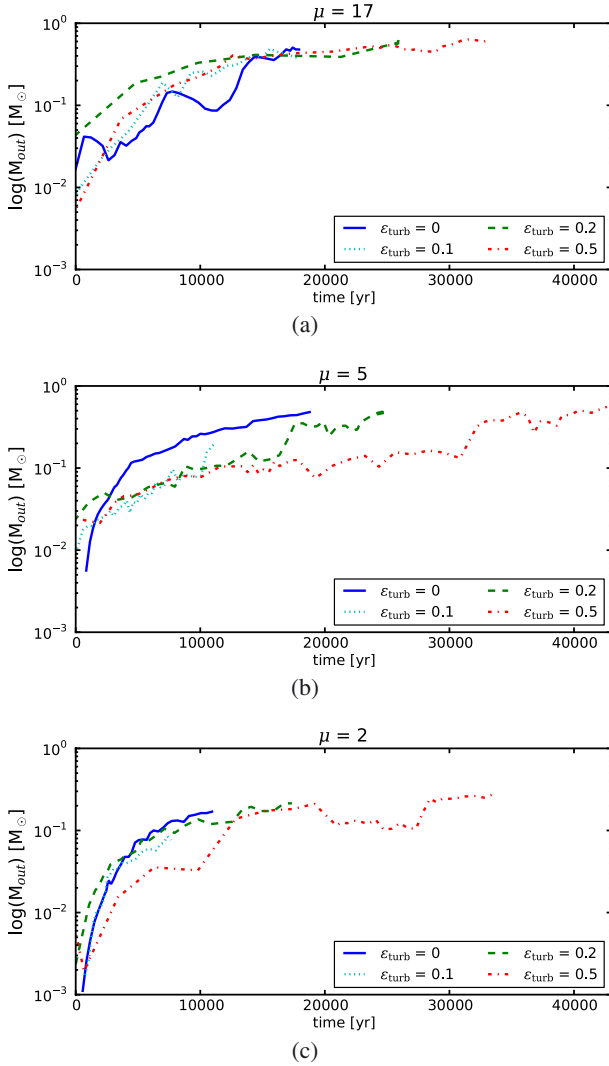 μ = 17
10⁰
10⁻¹
10⁻²
10⁻³
log(M_out) [M_⊙]
0 10000 20000 30000 40000
time [yr]
ε_turb = 0 ε_turb = 0.2
ε_turb = 0.1 ε_turb = 0.5
(a)
μ = 5
10⁰
10⁻¹
10⁻²
10⁻³
log(M_out) [M_⊙]
0 10000 20000 30000 40000
time [yr]
ε_turb = 0 ε_turb = 0.2
ε_turb = 0.1 ε_turb = 0.5
(b)
μ = 2
10⁰
10⁻¹
10⁻²
10⁻³
log(M_out) [M_⊙]
0 10000 20000 30000 40000
time [yr]
ε_turb = 0 ε_turb = 0.2
ε_turb = 0.1 ε_turb = 0.5
(c)